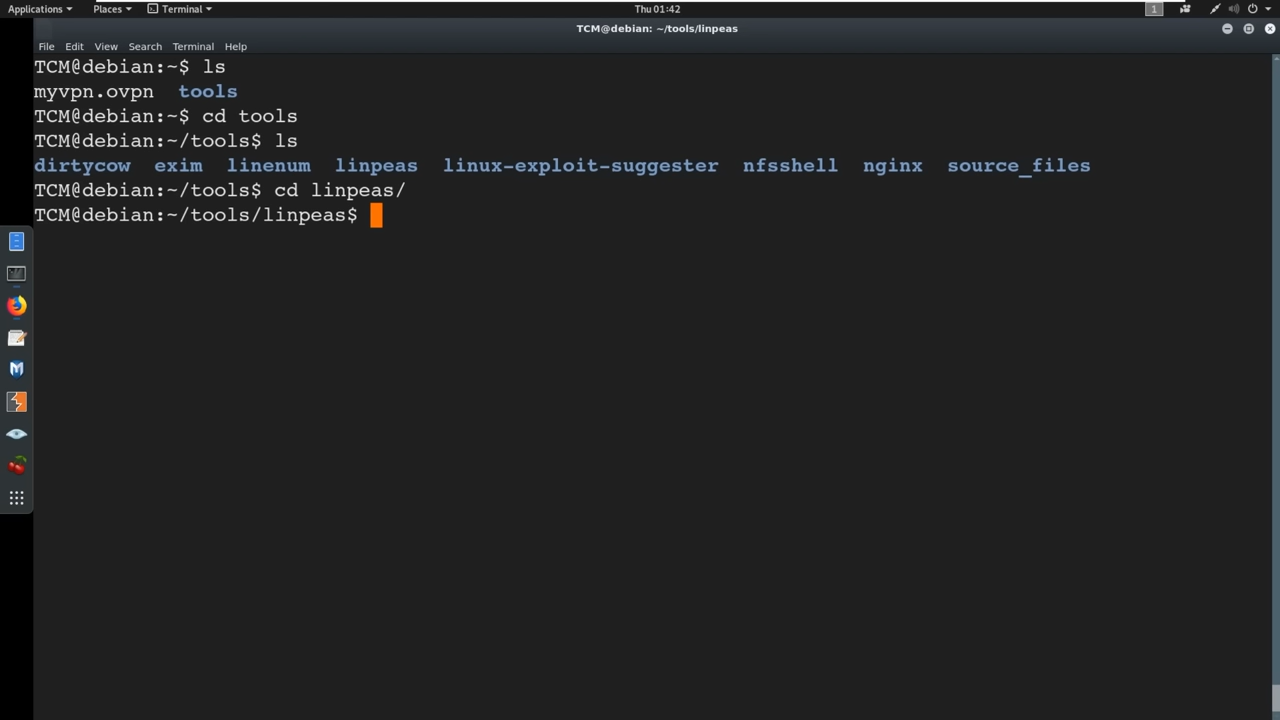 Applications Places Terminal Thu 01:42 1
TCM@debian: ~/tools/linpeas
File Edit View Search Terminal Help
TCM@debian:~$ ls
myvpn.ovpn tools
TCM@debian:~$ cd tools
TCM@debian:~/tools$ ls
dirtycow exim linenum linpeas linux-exploit-suggester nfsshell nginx source_files
TCM@debian:~/tools$ cd linpeas/
TCM@debian:~/tools/linpeas$